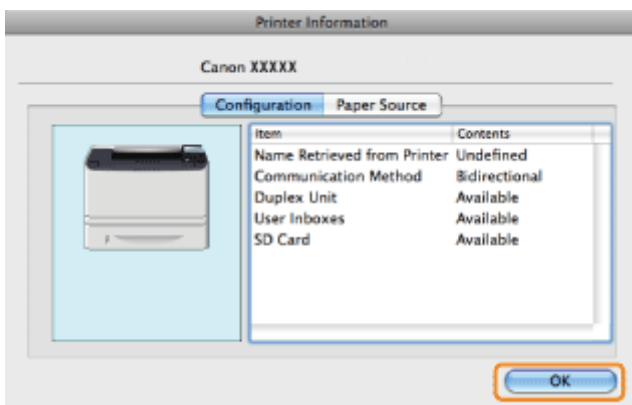 Printer Information
Canon XXXXX
Configuration Paper Source
Item Contents
Name Retrieved from Printer Undefined
Communication Method Bidirectional
Duplex Unit Available
User Inboxes Available
SD Card Available
OK